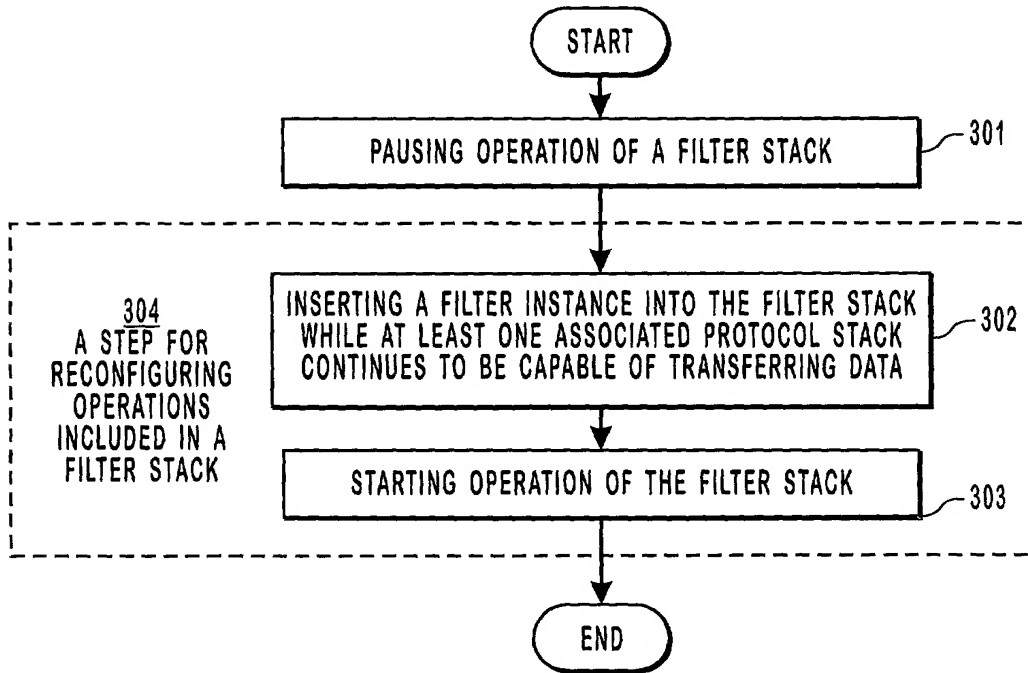 START
PAUSING OPERATION OF A FILTER STACK
301
304
A STEP FOR
RECONFIGURING
OPERATIONS
INCLUDED IN A
FILTER STACK
INSERTING A FILTER INSTANCE INTO THE FILTER STACK
WHILE AT LEAST ONE ASSOCIATED PROTOCOL STACK
CONTINUES TO BE CAPABLE OF TRANSFERRING DATA
302
STARTING OPERATION OF THE FILTER STACK
303
END